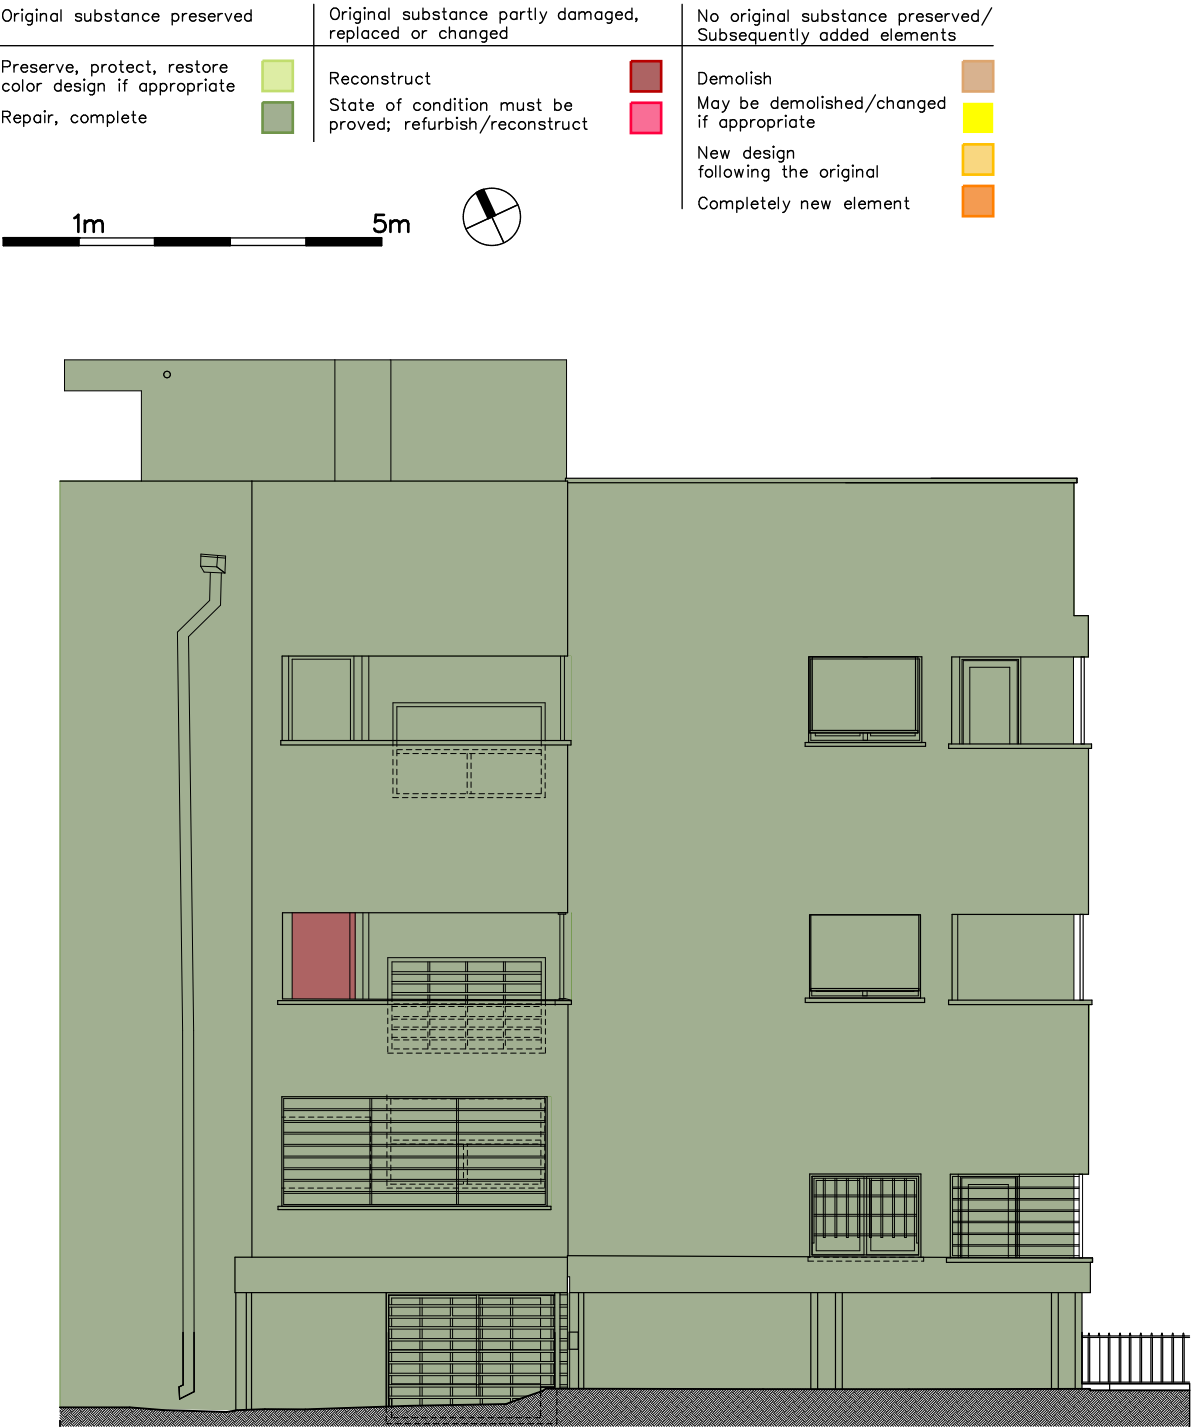 Original substance preserved
Preserve, protect, restore
color design if appropriate
Repair, complete
Original substance partly damaged,
replaced or changed
Reconstruct
State of condition must be
proved; refurbish/reconstruct
No original substance preserved/
Subsequently added elements
Demolish
May be demolished/changed
if appropriate
New design
following the original
Completely new element
1m 5m